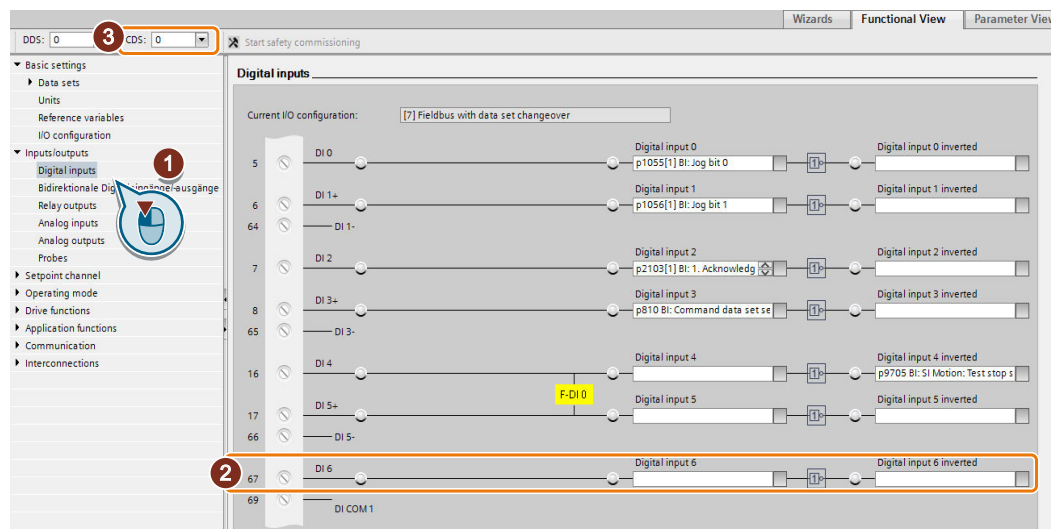 Wizards Functional View Parameter View
3
DDS: 0 CDS: 0 Start safety commissioning
Basic settings
Data sets
Units
Reference variables
I/O configuration
Inputs/outputs
Digital inputs
1
Relay outputs
Analog inputs
Analog outputs
Probes
Setpoint channel
Operating mode
Drive functions
Application functions
Communication
Interconnections
Digital inputs
Current I/O configuration: [7] Fieldbus with data set changeover
Digital input 0 Digital input 0 inverted
5 DI 0 p1055[1] BI: Jog bit 0 1
Digital input 1 Digital input 1 inverted
6 DI 1+ p1056[1] BI: Jog bit 1 1
64 DI 1-
Digital input 2 Digital input 2 inverted
7 DI 2 p2103[1] BI: 1. Acknowledg 1
Digital input 3 Digital input 3 inverted
8 DI 3+ p810 BI: Command data set se 1
65 DI 3-
Digital input 4 Digital input 4 inverted
16 DI 4 1 p9705 BI: SI Motion: Test stop s
F-DI 0
Digital input 5 Digital input 5 inverted
17 DI 5+ 1
66 DI 5-
2
Digital input 6 Digital input 6 inverted
67 DI 6 1
69 DI COM 1